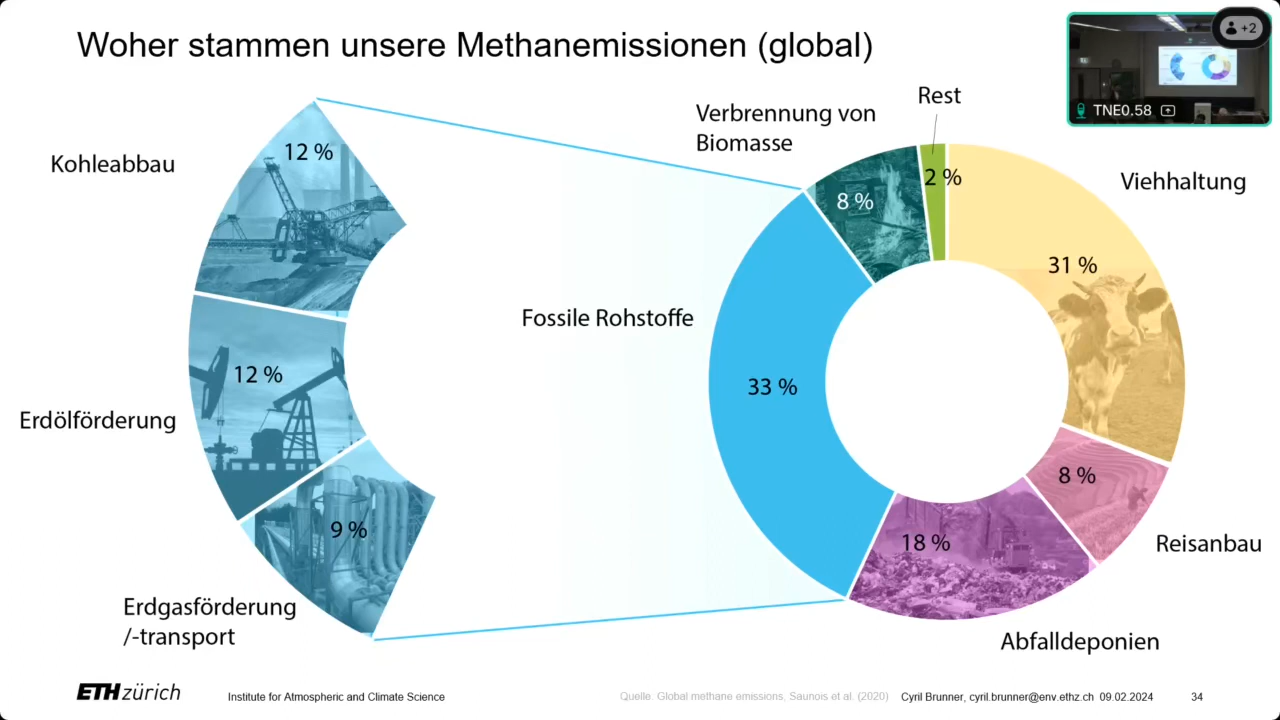 Woher stammen unsere Methanemissionen (global)
+2
TNE0.58
Kohleabbau
12 %
Erdölförderung
12 %
Erdgasförderung
/-transport
9 %
Fossile Rohstoffe
33 %
Verbrennung von
Biomasse
8 %
Rest
2 %
Viehhaltung
31 %
8 %
Reisanbau
18 %
Abfalldeponien
ETH zürich
Institute for Atmospheric and Climate Science
Quelle: Global methane emissions, Saunois et al. (2020)
Cyril Brunner, cyril.brunner@env.ethz.ch 09.02.2024
34